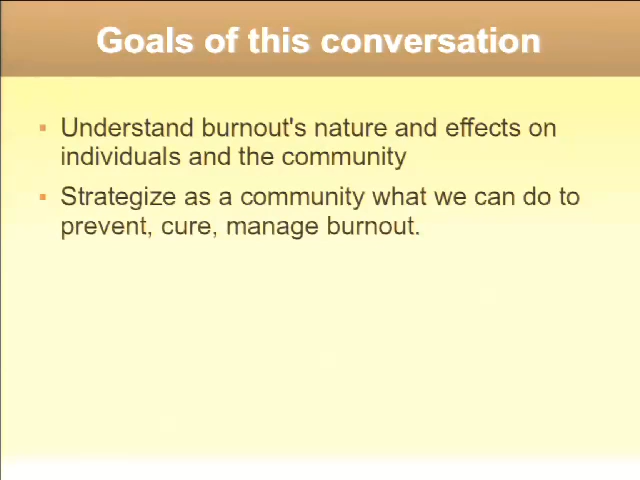 Goals of this conversation
Understand burnout's nature and effects on
individuals and the community
Strategize as a community what we can do to
prevent, cure, manage burnout.